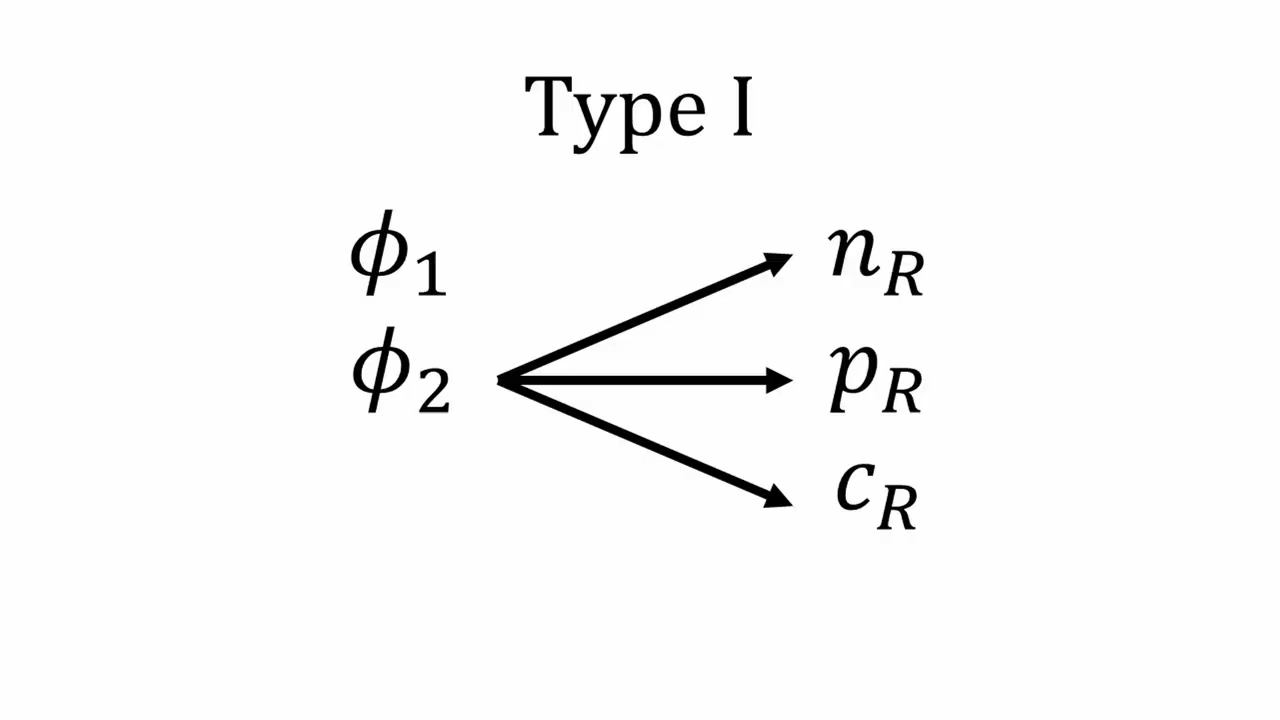 Type I
ϕ₁ n_R
ϕ₂ p_R
c_R